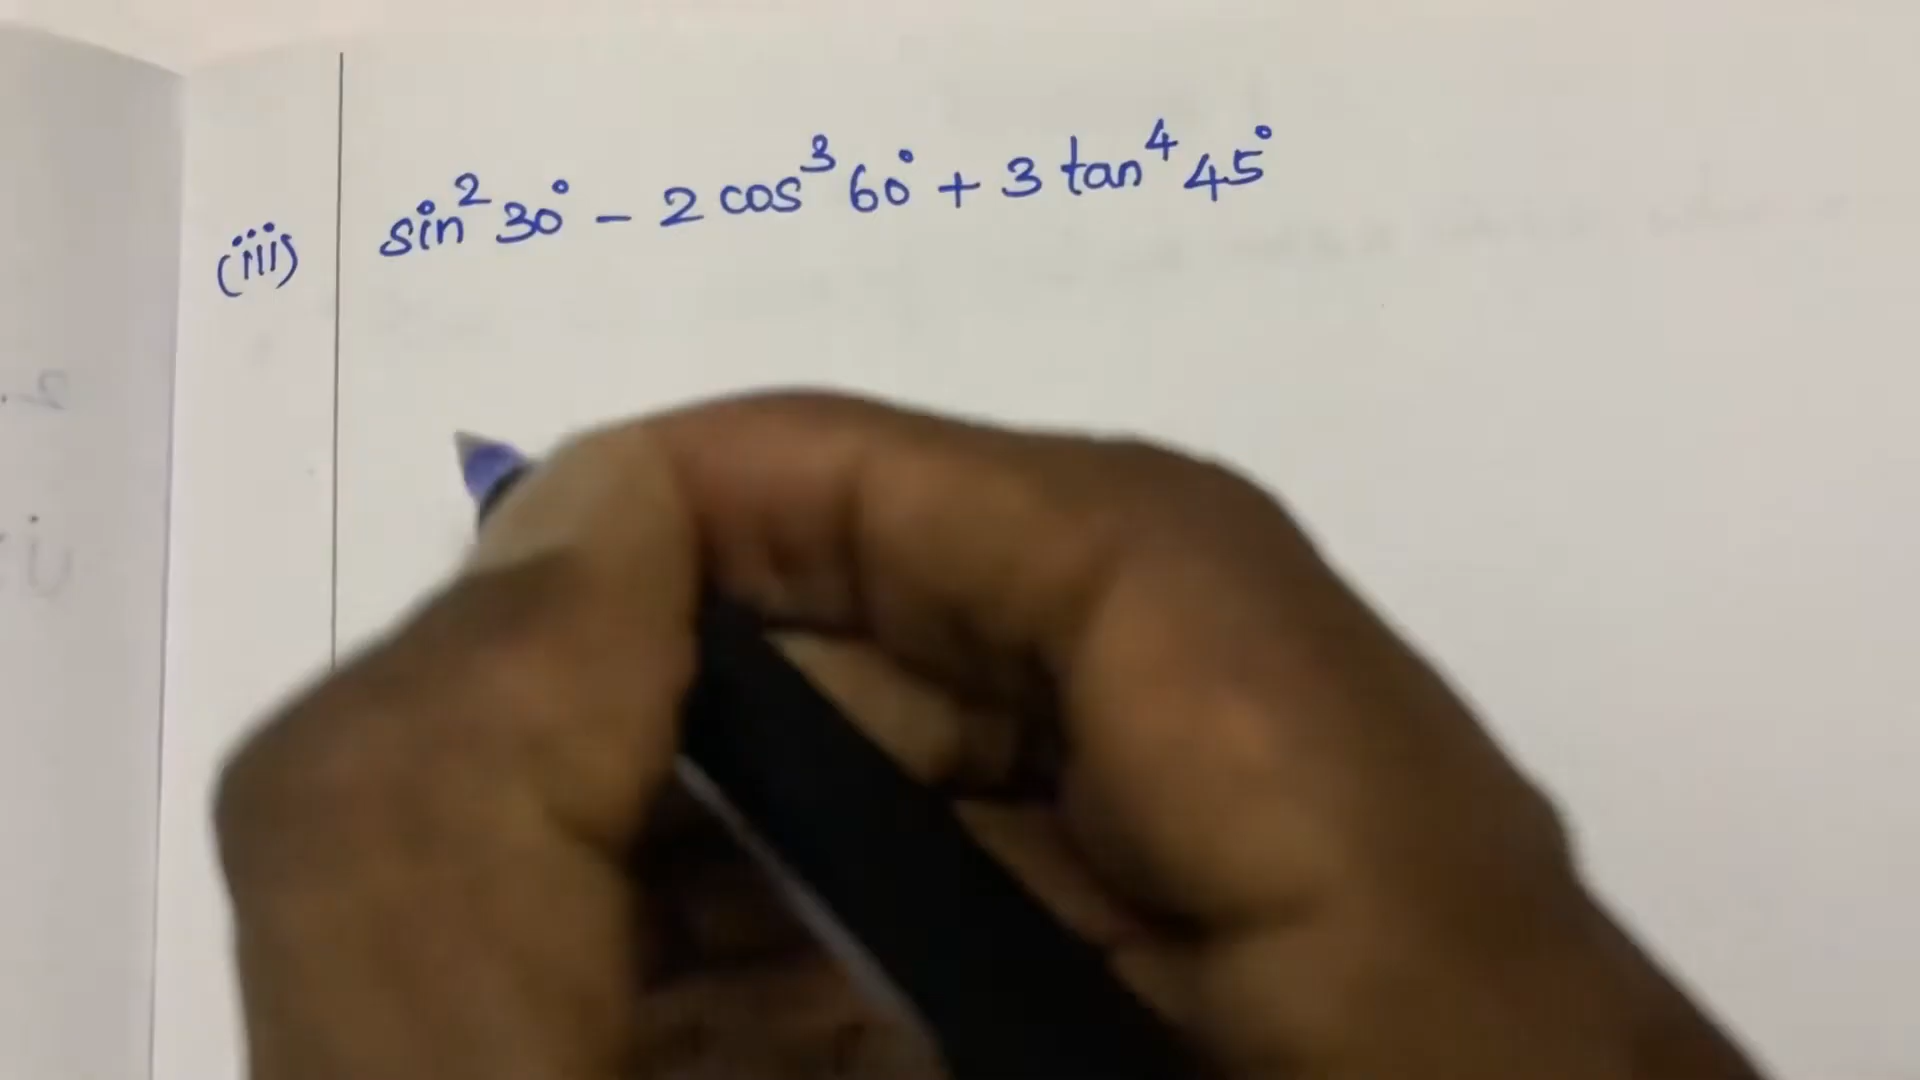 (iii) sin²30° - 2 cos³60° + 3 tan⁴45°